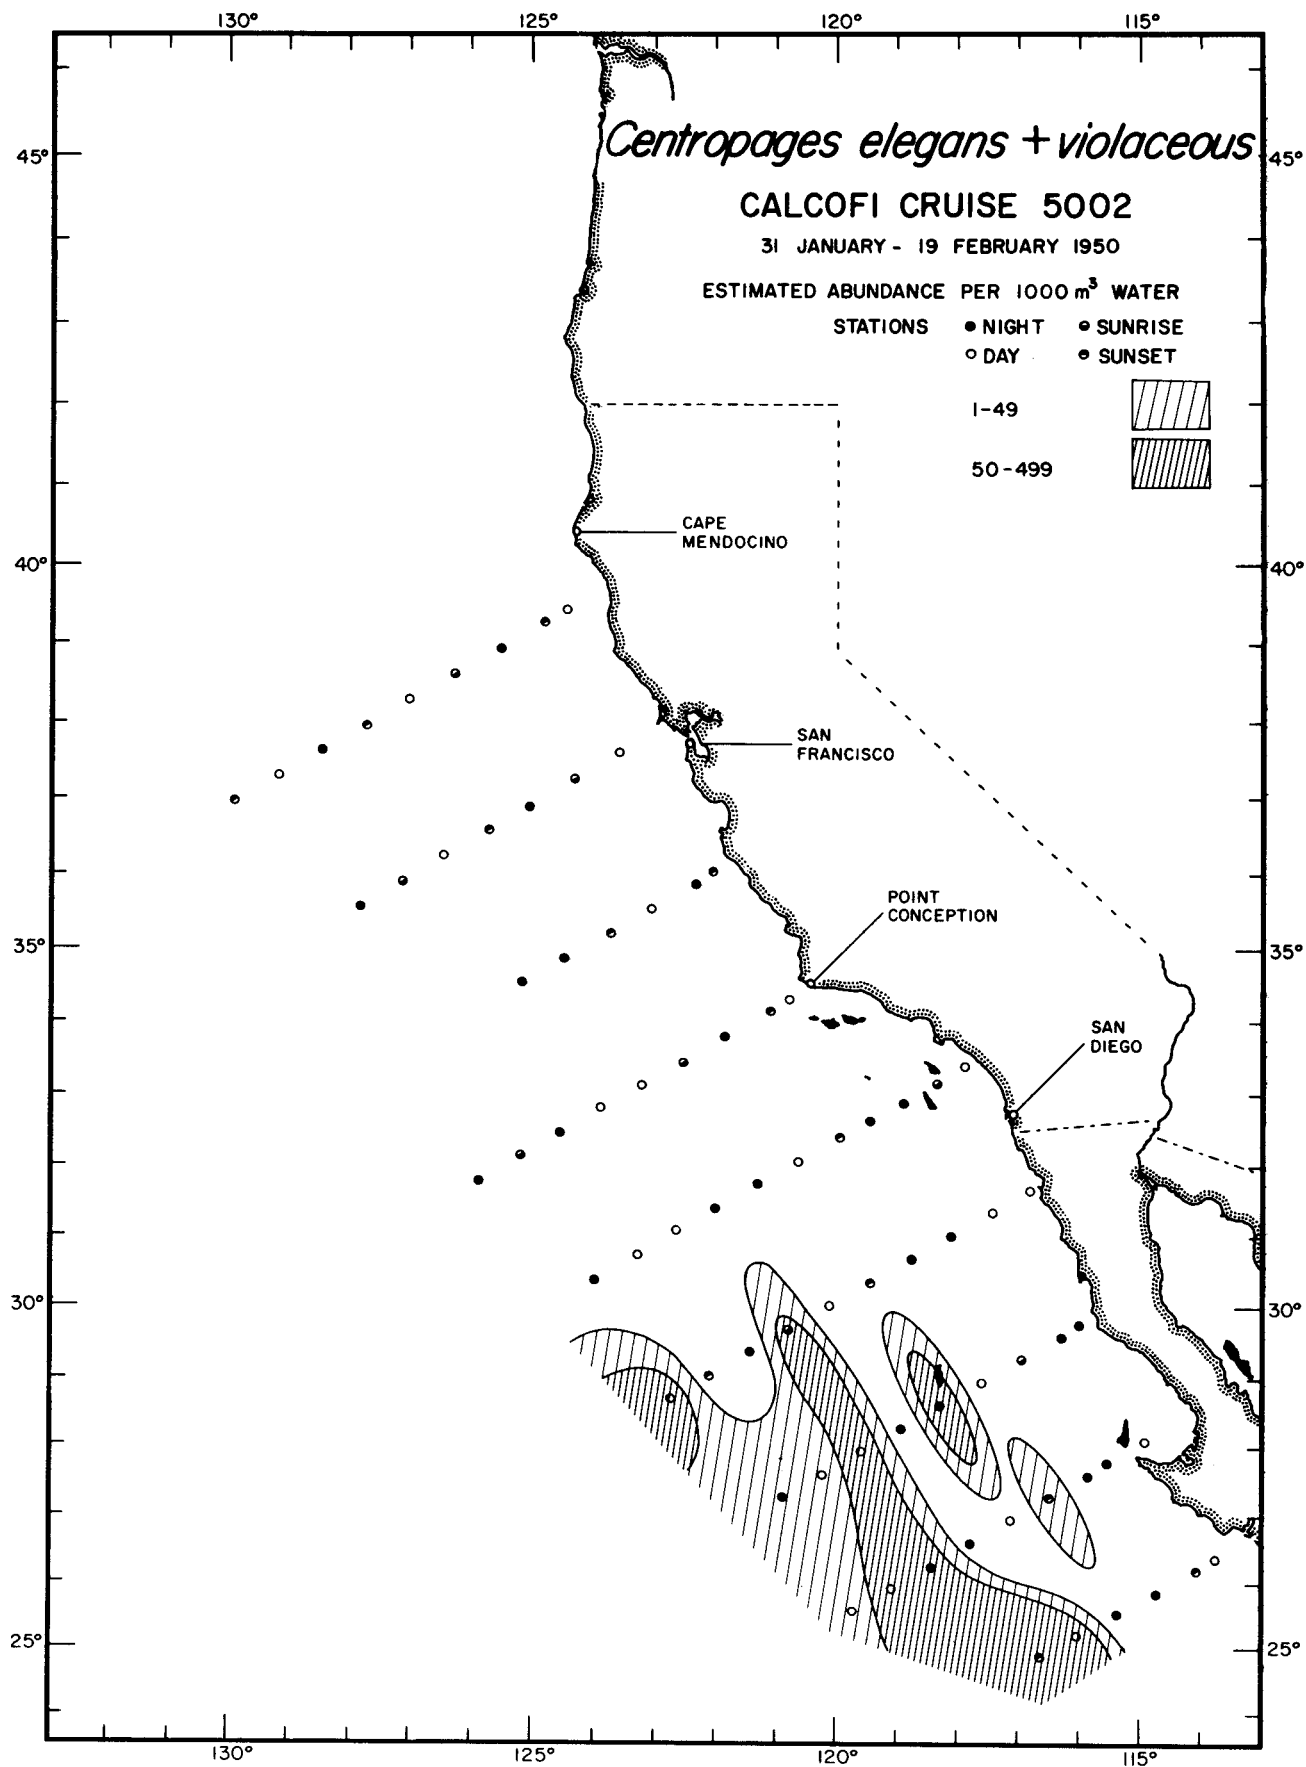 130° 125° 120° 115°
45° 45°
Centropages elegans + violaceous
CALCOFI CRUISE 5002
31 JANUARY - 19 FEBRUARY 1950
ESTIMATED ABUNDANCE PER 1000 m³ WATER
STATIONS ● NIGHT ◒ SUNRISE
○ DAY ◓ SUNSET
1-49
50-499
CAPE
MENDOCINO
40° 40°
SAN
FRANCISCO
POINT
CONCEPTION
35° 35°
SAN
DIEGO
30° 30°
25° 25°
130° 125° 120° 115°